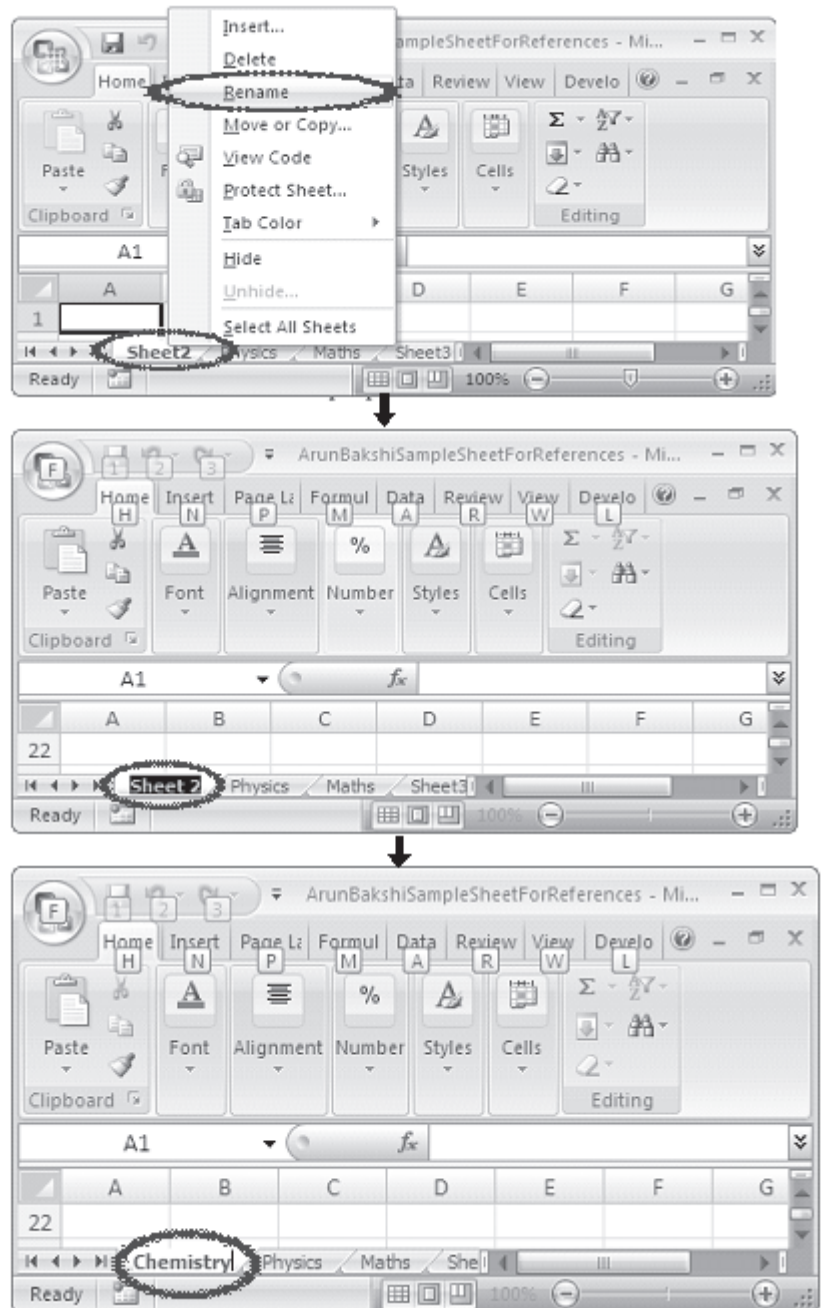 Insert...
ampleSheetForReferences - Mi...
Delete
Home ta Review View Develo
Rename
Move or Copy...
View Code
Paste Styles Cells
Protect Sheet...
Clipboard Tab Color Editing
A1 Hide
A Unhide... D E F G
1 Select All Sheets
Sheet2 ysics Maths Sheet3
Ready 100%
F 1 2 3 ArunBakshiSampleSheetForReferences - Mi...
Home Insert Page La Formul Data Review View Develo
H N P M A R W L
%
Paste Font Alignment Number Styles Cells
Clipboard Editing
A1 fx
A B C D E F G
22
Sheet 2 Physics Maths Sheet3
Ready 100%
F 1 2 3 ArunBakshiSampleSheetForReferences - Mi...
Home Insert Page La Formul Data Review View Develo
H N P M A R W L
%
Paste Font Alignment Number Styles Cells
Clipboard Editing
A1 fx
A B C D E F G
22
Chemistry Physics Maths She
Ready 100%